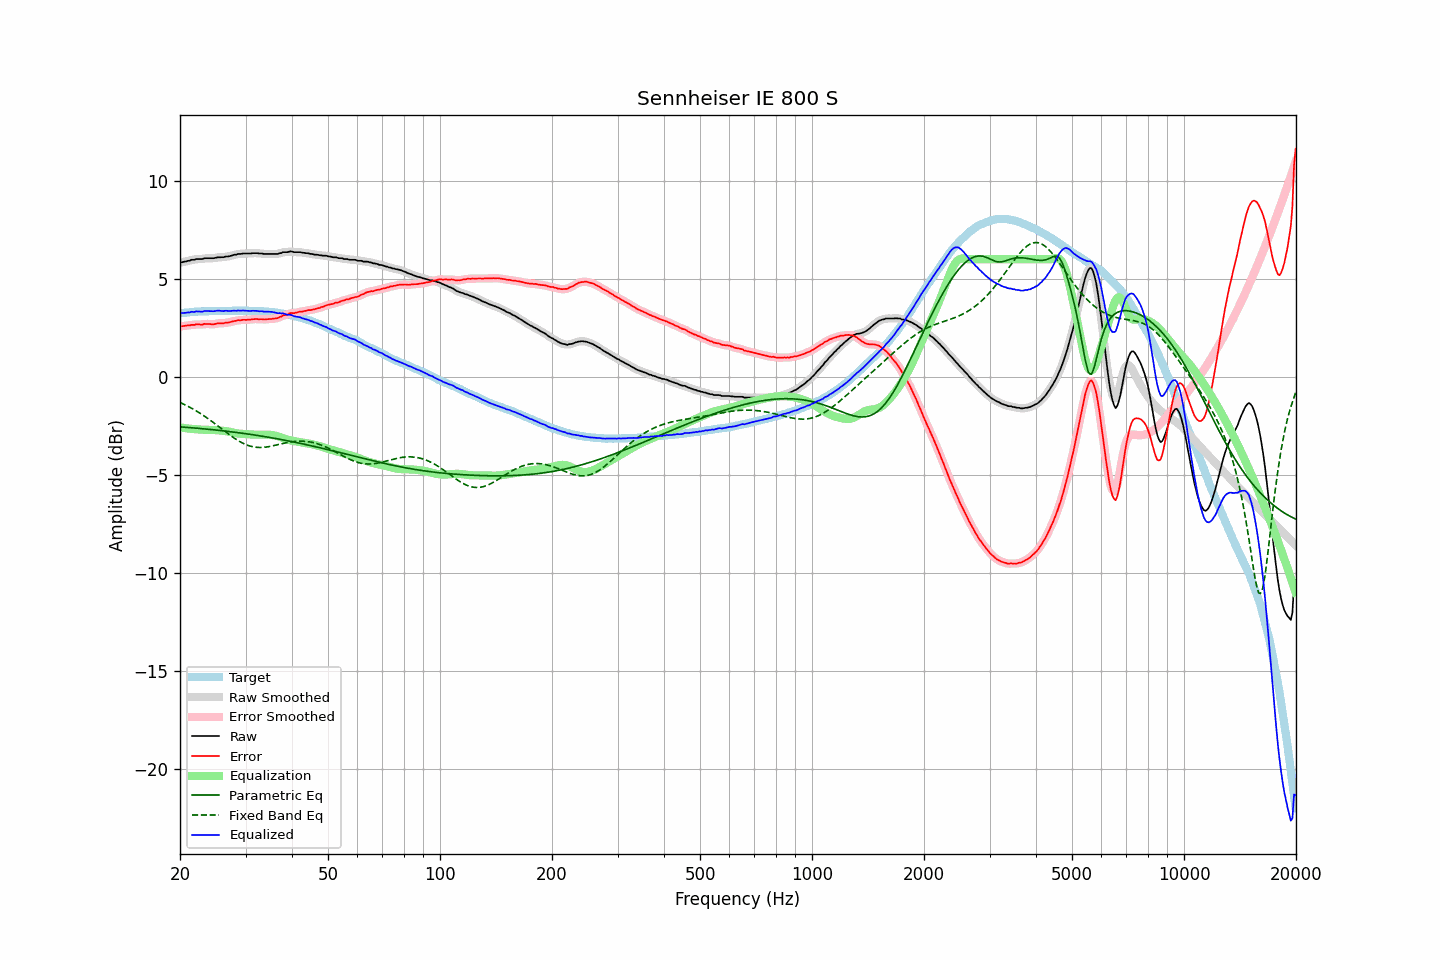 Sennheiser IE 800 S
Amplitude (dBr)
10
5
0
−5
−10
−15
−20
Target
Raw Smoothed
Error Smoothed
Raw
Error
Equalization
Parametric Eq
Fixed Band Eq
Equalized
20 50 100 200 500 1000 2000 5000 10000 20000
Frequency (Hz)